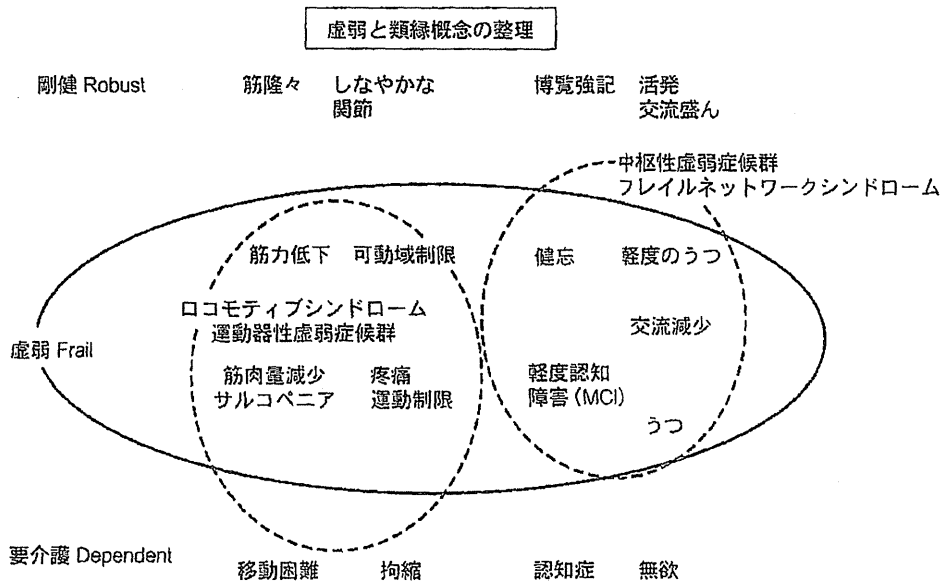 虚弱と類縁概念の整理
剛健 Robust
筋隆々
しなやかな
関節
博覧強記
活発
交流盛ん
中枢性虚弱症候群
フレイルネットワークシンドローム
筋力低下
可動域制限
健忘
軽度のうつ
ロコモティブシンドローム
運動器性虚弱症候群
交流減少
虚弱 Frail
筋肉量減少
サルコペニア
疼痛
運動制限
軽度認知
障害(MCI)
うつ
要介護 Dependent
移動困難
拘縮
認知症
無欲